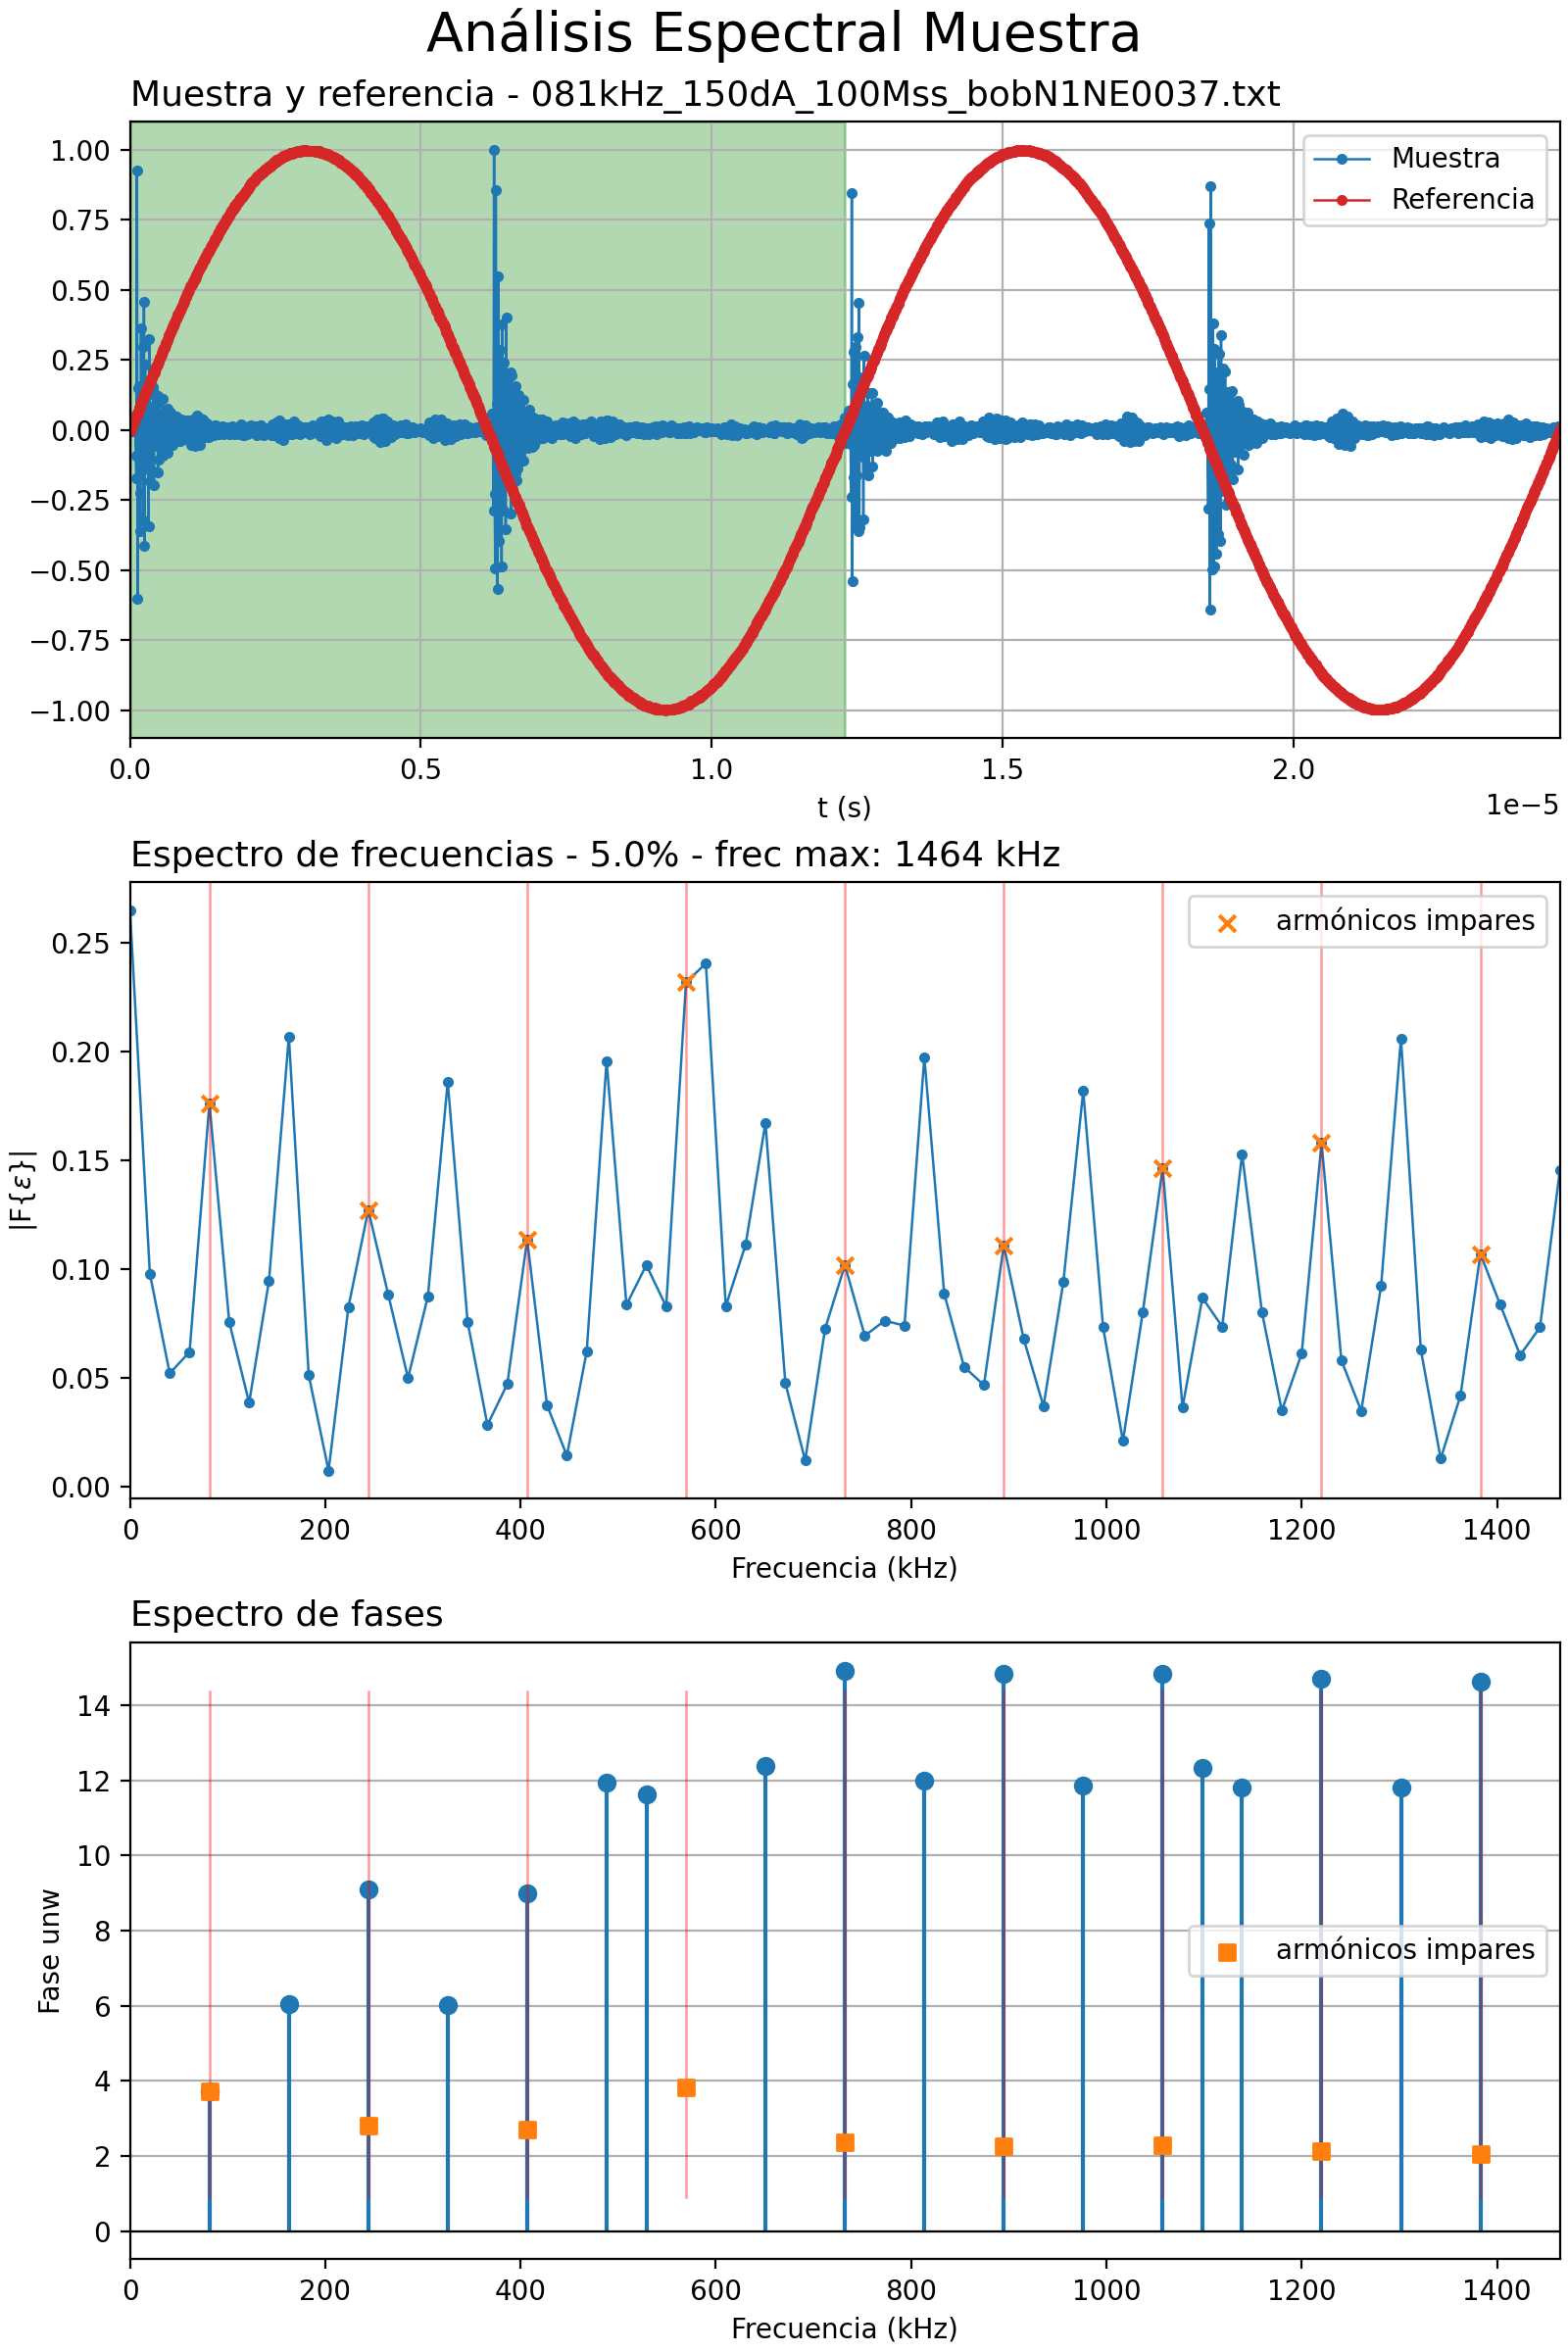 Análisis Espectral Muestra
Muestra y referencia - 081kHz_150dA_100Mss_bobN1NE0037.txt
1.00
0.75
0.50
0.25
0.00
−0.25
−0.50
−0.75
−1.00
Muestra
Referencia
0.0 0.5 1.0 1.5 2.0
t (s)
1e−5
Espectro de frecuencias - 5.0% - frec max: 1464 kHz
|F{ε}|
0.25
0.20
0.15
0.10
0.05
0.00
armónicos impares
0 200 400 600 800 1000 1200 1400
Frecuencia (kHz)
Espectro de fases
Fase unw
14
12
10
8
6
4
2
0
armónicos impares
0 200 400 600 800 1000 1200 1400
Frecuencia (kHz)